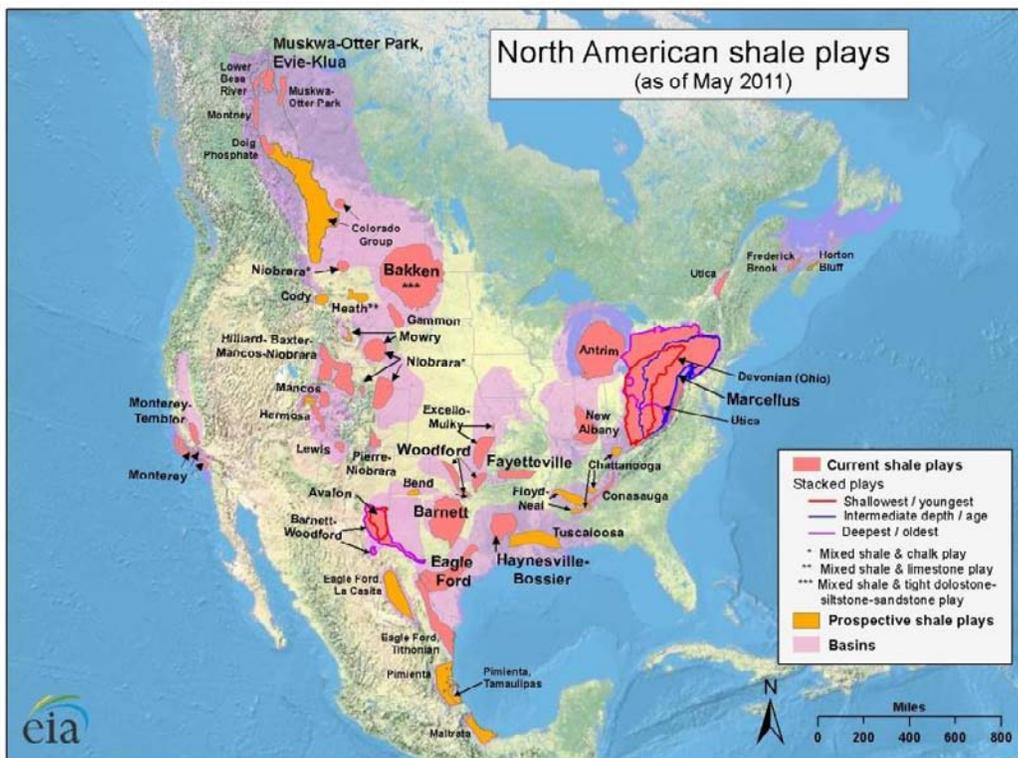 North American shale plays
(as of May 2011)
Muskwa-Otter Park,
Evie-Klua
Lower
Besa
River
Muskwa-
Otter Park
Montney
Doig
Phosphate
Colorado
Group
Niobrara*
Bakken
***
Cody
Heath**
Gammon
Mowry
Hilliard-Baxter-
Mancos-Niobrara
Niobrara*
Mancos
Hermosa
Lewis
Pierre-
Niobrara
Monterey-
Temblor
Monterey
Excello-
Mulky
Woodford
Fayetteville
Bend
Avalon
Barnett
Barnett-
Woodford
Eagle
Ford
Haynesville-
Bossier
Tuscaloosa
Floyd-
Neal
Conasauga
Chattanooga
New
Albany
Antrim
Devonian (Ohio)
Marcellus
Utica
Utica
Frederick
Brook
Horton
Bluff
Eagle Ford,
La Casita
Eagle Ford,
Tithonian
Pimienta
Pimienta,
Tamaulipas
Maltrata
Current shale plays
Stacked plays
Shallowest / youngest
Intermediate depth / age
Deepest / oldest
* Mixed shale & chalk play
** Mixed shale & limestone play
*** Mixed shale & tight dolostone-
siltstone-sandstone play
Prospective shale plays
Basins
N
Miles
0 200 400 600 800
eia